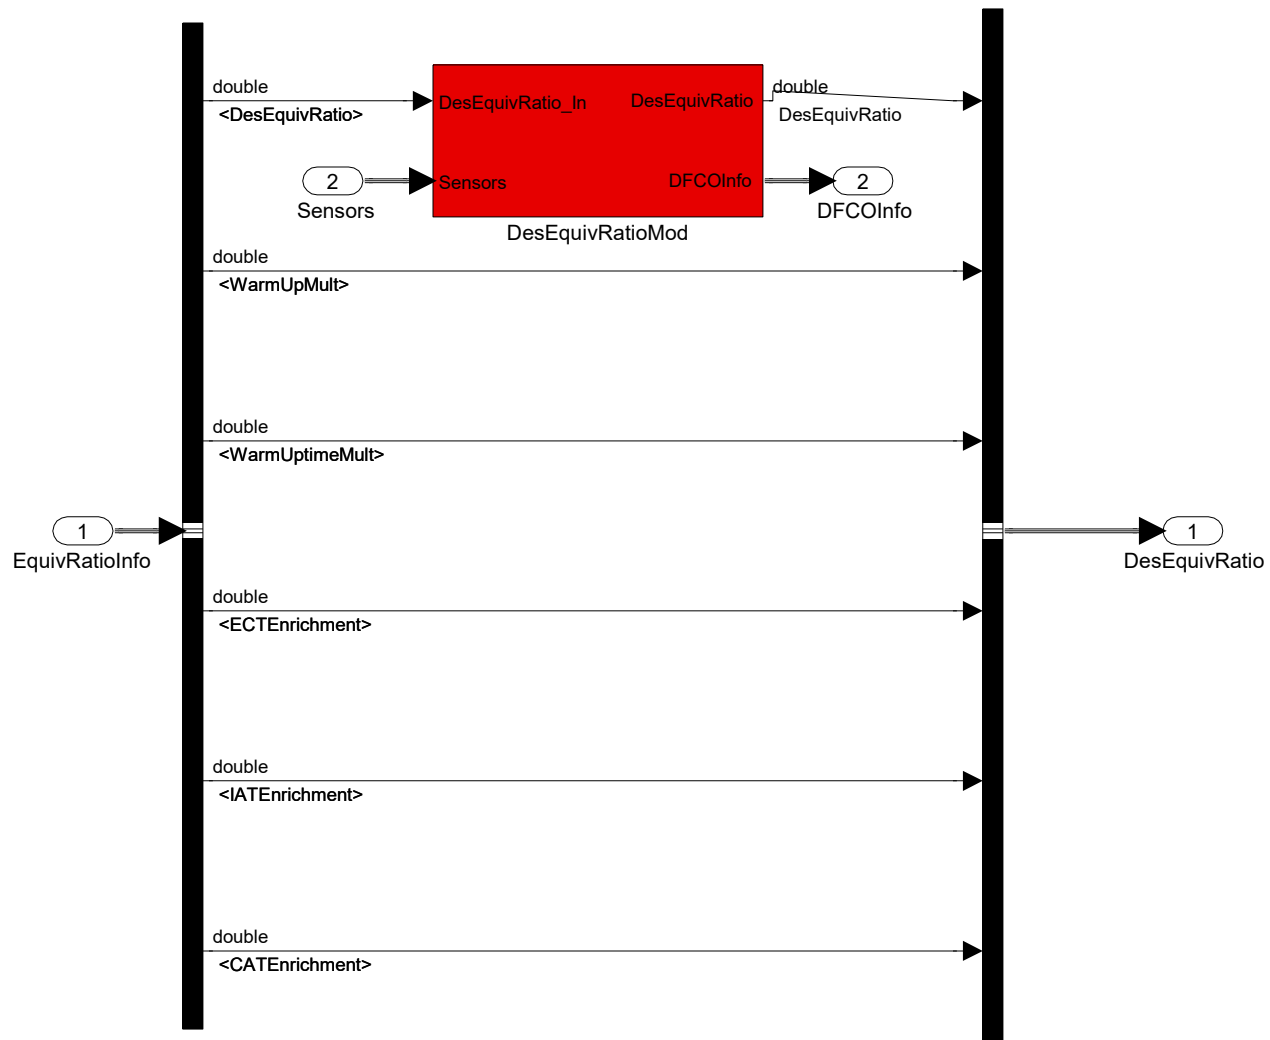 double
<DesEquivRatio>
DesEquivRatio_In
DesEquivRatio
double
DesEquivRatio
2
Sensors
Sensors
DFCOInfo
2
DFCOInfo
DesEquivRatioMod
double
<WarmUpMult>
double
<WarmUptimeMult>
1
EquivRatioInfo
1
DesEquivRatio
double
<ECTEnrichment>
double
<IATEnrichment>
double
<CATEnrichment>